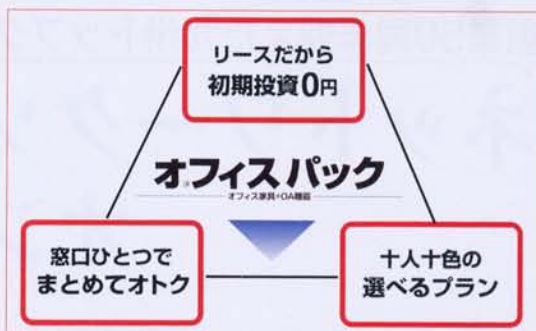 リースだから
初期投資0円
オフィスパック
オフィス家具+OA機器
窓口ひとつで
まとめてオトク
十人十色の
選べるプラン